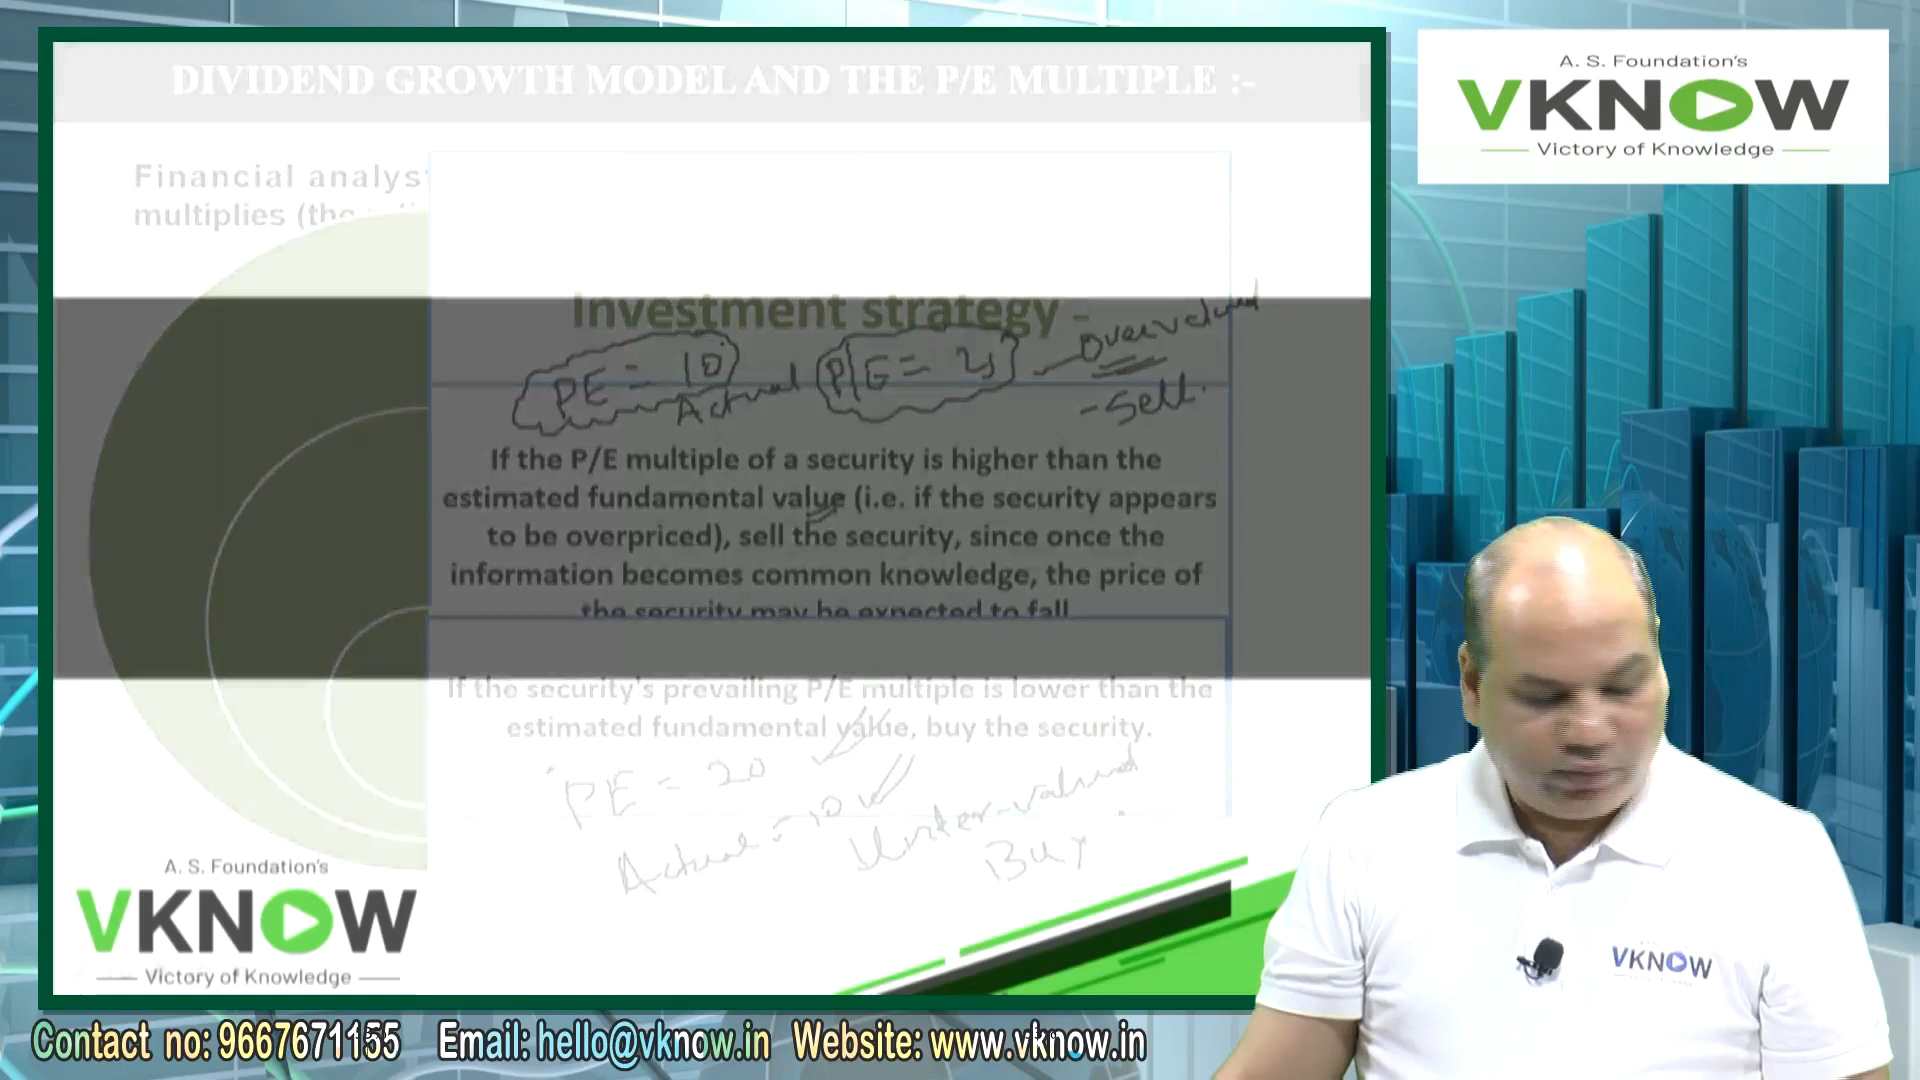 DIVIDEND GROWTH MODEL AND THE P/E MULTIPLE :-
A. S. Foundation's
VKNOW
Victory of Knowledge
Financial analys
multiplies (the
Investment strategy -
PE = 10
Actual
P/E =
Overvalued
- Sell.
If the P/E multiple of a security is higher than the
estimated fundamental value (i.e. if the security appears
to be overpriced), sell the security, since once the
information becomes common knowledge, the price of
the security may be expected to fall
If the security's prevailing P/E multiple is lower than the
estimated fundamental value, buy the security.
PE = 20
Actual = 10
Under-valued
Buy
A. S. Foundation's
VKNOW
Victory of Knowledge
VKNOW
Contact no: 9667671155 Email: hello@vknow.in Website: www.vknow.in